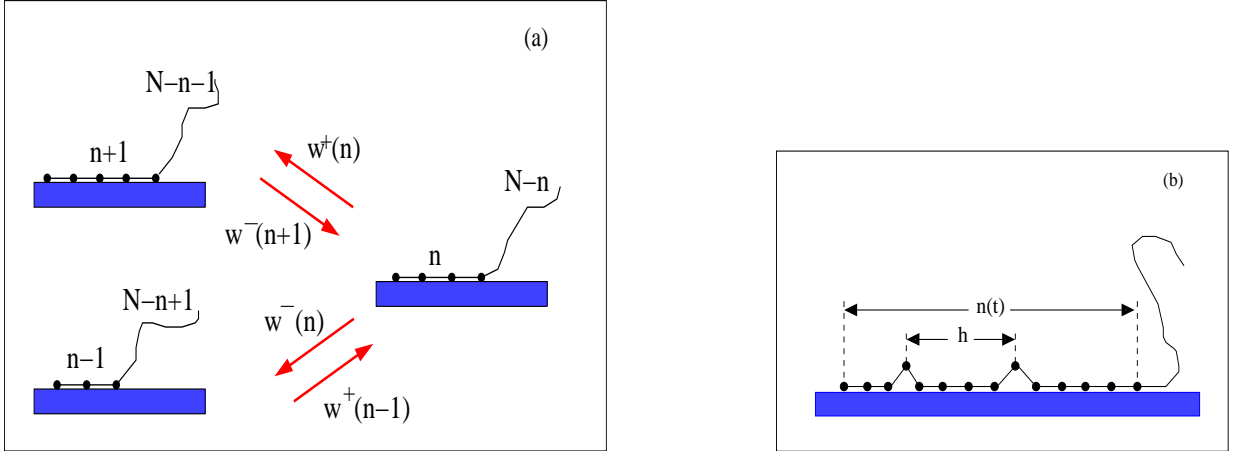 (a)
N−n−1
n+1
w⁺(n)
w⁻(n+1)
N−n
n
N−n+1
n−1
w⁻(n)
w⁺(n−1)
(b)
n(t)
h